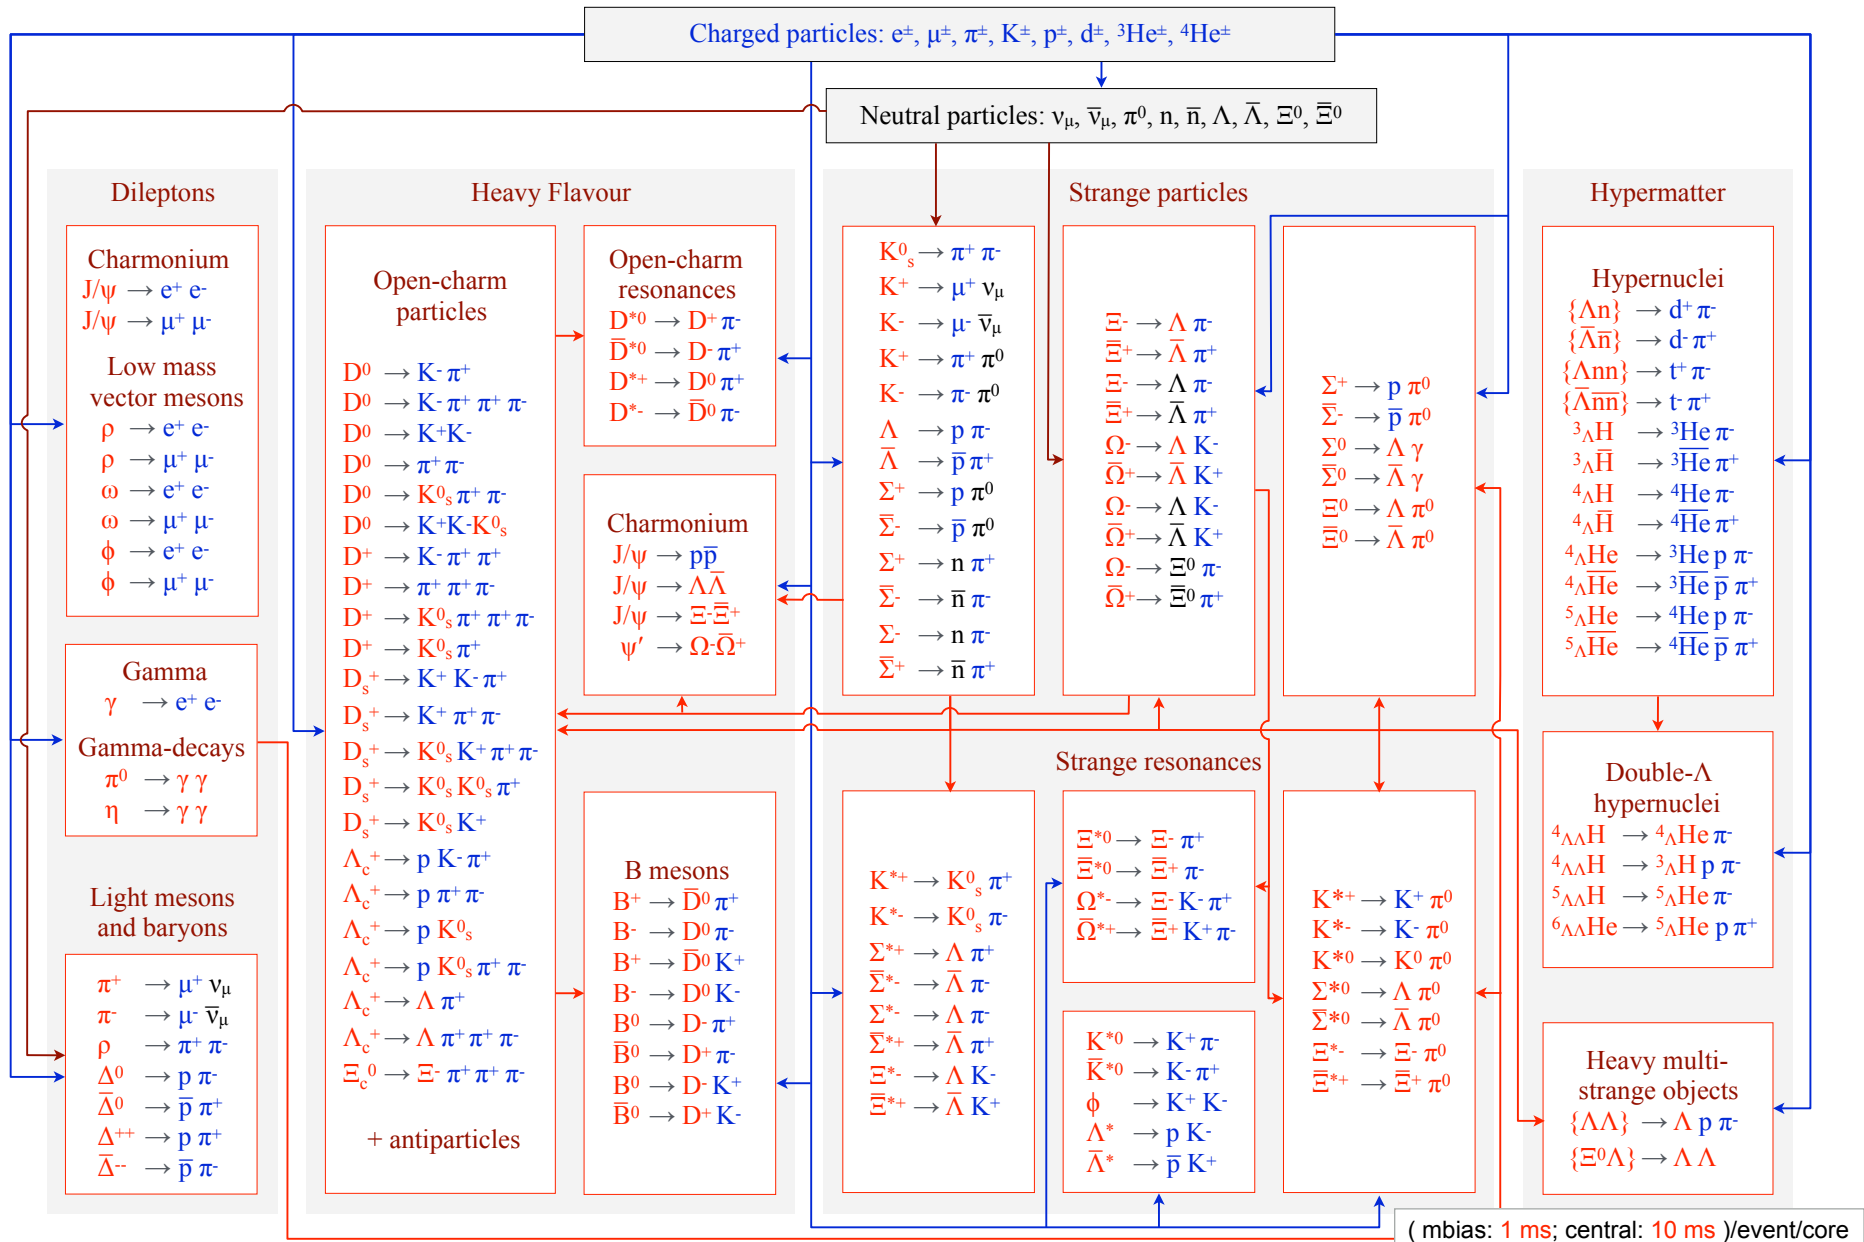 Charged particles: e±, μ±, π±, K±, p±, d±, ³He±, ⁴He±
Neutral particles: νμ, ν̅μ, π⁰, n, n̅, Λ, Λ̅, Ξ⁰, Ξ̅⁰
Dileptons
Charmonium
J/ψ → e⁺ e⁻
J/ψ → μ⁺ μ⁻
Low mass
vector mesons
ρ → e⁺ e⁻
ρ → μ⁺ μ⁻
ω → e⁺ e⁻
ω → μ⁺ μ⁻
ϕ → e⁺ e⁻
ϕ → μ⁺ μ⁻
Gamma
γ → e⁺ e⁻
Gamma-decays
π⁰ → γ γ
η → γ γ
Light mesons
and baryons
π⁺ → μ⁺ νμ
π⁻ → μ⁻ ν̅μ
ρ → π⁺ π⁻
Δ⁰ → p π⁻
Δ̅⁰ → p̅ π⁺
Δ⁺⁺ → p π⁺
Δ̅⁻⁻ → p̅ π⁻
Heavy Flavour
Open-charm
particles
D⁰ → K⁻ π⁺
D⁰ → K⁻ π⁺ π⁺ π⁻
D⁰ → K⁺K⁻
D⁰ → π⁺ π⁻
D⁰ → K⁰s π⁺ π⁻
D⁰ → K⁺K⁻K⁰s
D⁺ → K⁻ π⁺ π⁺
D⁺ → π⁺ π⁺ π⁻
D⁺ → K⁰s π⁺ π⁺ π⁻
D⁺ → K⁰s π⁺
Ds⁺ → K⁺ K⁻ π⁺
Ds⁺ → K⁺ π⁺ π⁻
Ds⁺ → K⁰s K⁺ π⁺ π⁻
Ds⁺ → K⁰s K⁰s π⁺
Ds⁺ → K⁰s K⁺
Λc⁺ → p K⁻ π⁺
Λc⁺ → p π⁺ π⁻
Λc⁺ → p K⁰s
Λc⁺ → p K⁰s π⁺ π⁻
Λc⁺ → Λ π⁺
Λc⁺ → Λ π⁺ π⁺ π⁻
Ξc⁰ → Ξ⁻ π⁺ π⁺ π⁻
+ antiparticles
Open-charm
resonances
D*⁰ → D⁺ π⁻
D̅*⁰ → D⁻ π⁺
D*⁺ → D⁰ π⁺
D*⁻ → D̅⁰ π⁻
Charmonium
J/ψ → pp̅
J/ψ → ΛΛ̅
J/ψ → Ξ⁻Ξ̅⁺
ψ′ → Ω⁻Ω̅⁺
B mesons
B⁺ → D̅⁰ π⁺
B⁻ → D⁰ π⁻
B⁺ → D̅⁰ K⁺
B⁻ → D⁰ K⁻
B⁰ → D⁻ π⁺
B̅⁰ → D⁺ π⁻
B⁰ → D⁻ K⁺
B̅⁰ → D⁺ K⁻
Strange particles
K⁰s → π⁺ π⁻
K⁺ → μ⁺ νμ
K⁻ → μ⁻ ν̅μ
K⁺ → π⁺ π⁰
K⁻ → π⁻ π⁰
Λ → p π⁻
Λ̅ → p̅ π⁺
Σ⁺ → p π⁰
Σ̅⁻ → p̅ π⁰
Σ⁺ → n π⁺
Σ̅⁻ → n̅ π⁻
Σ⁻ → n π⁻
Σ̅⁺ → n̅ π⁺
Ξ⁻ → Λ π⁻
Ξ̅⁺ → Λ̅ π⁺
Ξ⁻ → Λ π⁻
Ξ̅⁺ → Λ̅ π⁺
Ω⁻ → Λ K⁻
Ω̅⁺ → Λ̅ K⁺
Ω⁻ → Λ K⁻
Ω̅⁺ → Λ̅ K⁺
Ω⁻ → Ξ⁰ π⁻
Ω̅⁺ → Ξ̅⁰ π⁺
Σ⁺ → p π⁰
Σ̅⁻ → p̅ π⁰
Σ⁰ → Λ γ
Σ̅⁰ → Λ̅ γ
Ξ⁰ → Λ π⁰
Ξ̅⁰ → Λ̅ π⁰
Strange resonances
K*⁺ → K⁰s π⁺
K*⁻ → K⁰s π⁻
Σ*⁺ → Λ π⁺
Σ̅*⁻ → Λ̅ π⁻
Σ*⁻ → Λ π⁻
Σ̅*⁺ → Λ̅ π⁺
Ξ*⁻ → Λ K⁻
Ξ̅*⁺ → Λ̅ K⁺
Ξ*⁰ → Ξ⁻ π⁺
Ξ̅*⁰ → Ξ̅⁺ π⁻
Ω*⁻ → Ξ⁻ K⁻ π⁺
Ω̅*⁺ → Ξ̅⁺ K⁺ π⁻
K*⁰ → K⁺ π⁻
K̅*⁰ → K⁻ π⁺
ϕ → K⁺ K⁻
Λ* → p K⁻
Λ̅* → p̅ K⁺
K*⁺ → K⁺ π⁰
K*⁻ → K⁻ π⁰
K*⁰ → K⁰ π⁰
Σ*⁰ → Λ π⁰
Σ̅*⁰ → Λ̅ π⁰
Ξ*⁻ → Ξ⁻ π⁰
Ξ̅*⁺ → Ξ̅⁺ π⁰
Hypermatter
Hypernuclei
{Λn} → d⁺ π⁻
{Λ̅n̅} → d⁻ π⁺
{Λnn} → t⁺ π⁻
{Λ̅n̅n̅} → t⁻ π⁺
³ΛH → ³He π⁻
³ΛH̅ → ³H̅e̅ π⁺
⁴ΛH → ⁴He π⁻
⁴ΛH̅ → ⁴H̅e̅ π⁺
⁴ΛHe → ³He p π⁻
⁴ΛH̅e̅ → ³H̅e̅ p̅ π⁺
⁵ΛHe → ⁴He p π⁻
⁵ΛH̅e̅ → ⁴H̅e̅ p̅ π⁺
Double-Λ
hypernuclei
⁴ΛΛH → ⁴ΛHe π⁻
⁴ΛΛH → ³ΛH p π⁻
⁵ΛΛH → ⁵ΛHe π⁻
⁶ΛΛHe → ⁵ΛHe p π⁺
Heavy multi-
strange objects
{ΛΛ} → Λ p π⁻
{Ξ⁰Λ} → Λ Λ
( mbias: 1 ms; central: 10 ms )/event/core